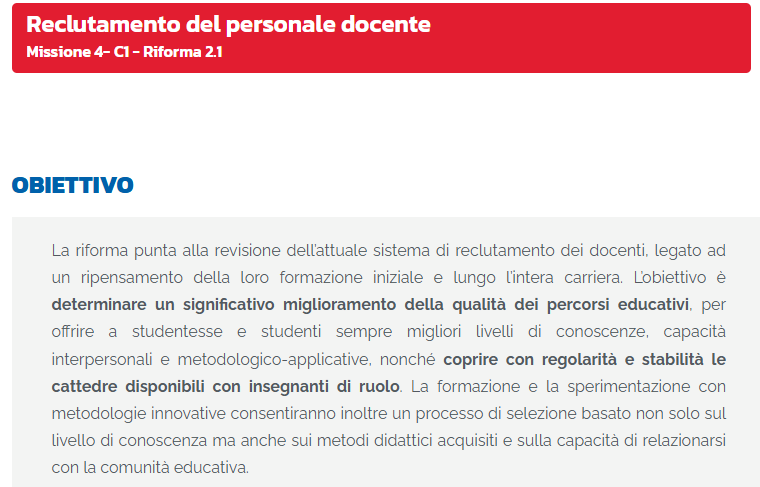 Reclutamento del personale docente
Missione 4- C1 - Riforma 2.1
OBIETTIVO
La riforma punta alla revisione dell'attuale sistema di reclutamento dei docenti, legato ad
un ripensamento della loro formazione iniziale e lungo l'intera carriera. L'obiettivo è
determinare un significativo miglioramento della qualità dei percorsi educativi, per
offrire a studentesse e studenti sempre migliori livelli di conoscenze, capacità
interpersonali e metodologico-applicative, nonché coprire con regolarità e stabilità le
cattedre disponibili con insegnanti di ruolo. La formazione e la sperimentazione con
metodologie innovative consentiranno inoltre un processo di selezione basato non solo sul
livello di conoscenza ma anche sui metodi didattici acquisiti e sulla capacità di relazionarsi
con la comunità educativa.